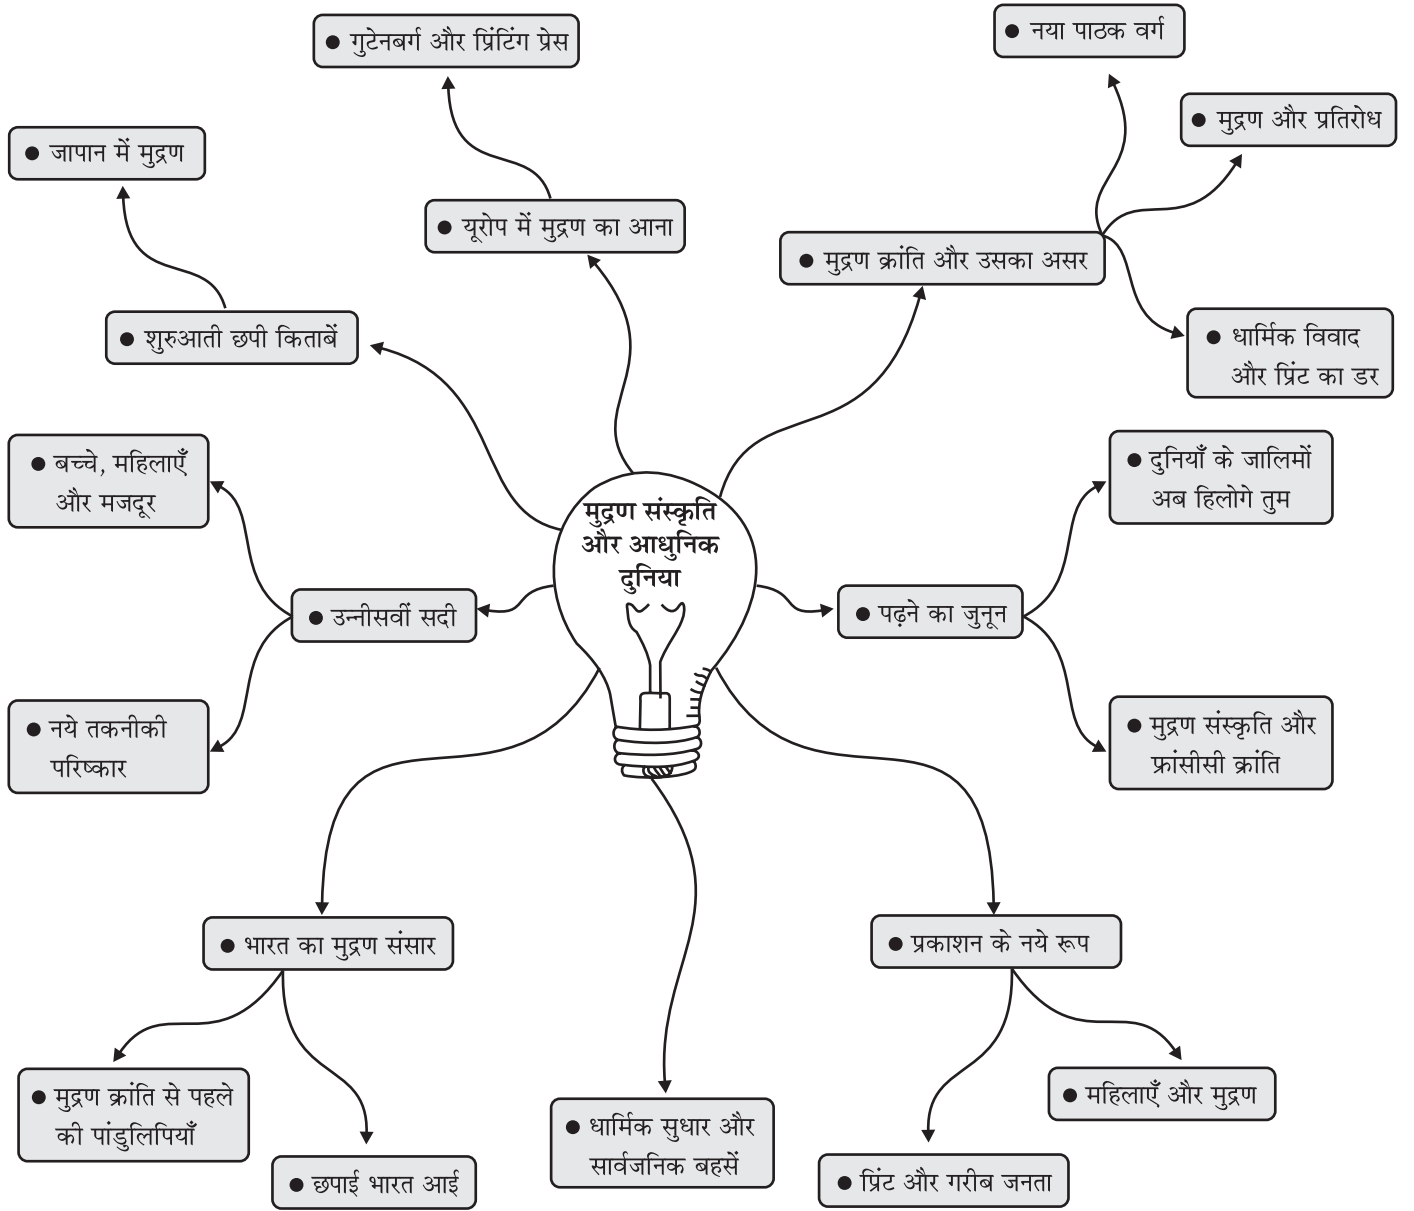 ● गुटेनबर्ग और प्रिंटिंग प्रेस
● नया पाठक वर्ग
● मुद्रण और प्रतिरोध
● जापान में मुद्रण
● यूरोप में मुद्रण का आना
● मुद्रण क्रांति और उसका असर
● शुरुआती छपी किताबें
● धार्मिक विवाद
और प्रिंट का डर
● बच्चे, महिलाएँ
और मजदूर
● दुनियाँ के जालिमों
अब हिलोगे तुम
मुद्रण संस्कृति
और आधुनिक
दुनिया
● उन्नीसवीं सदी
● पढ़ने का जुनून
● नये तकनीकी
परिष्कार
● मुद्रण संस्कृति और
फ्रांसीसी क्रांति
● भारत का मुद्रण संसार
● प्रकाशन के नये रूप
● मुद्रण क्रांति से पहले
की पांडुलिपियाँ
● धार्मिक सुधार और
सार्वजनिक बहसें
● महिलाएँ और मुद्रण
● छपाई भारत आई
● प्रिंट और गरीब जनता